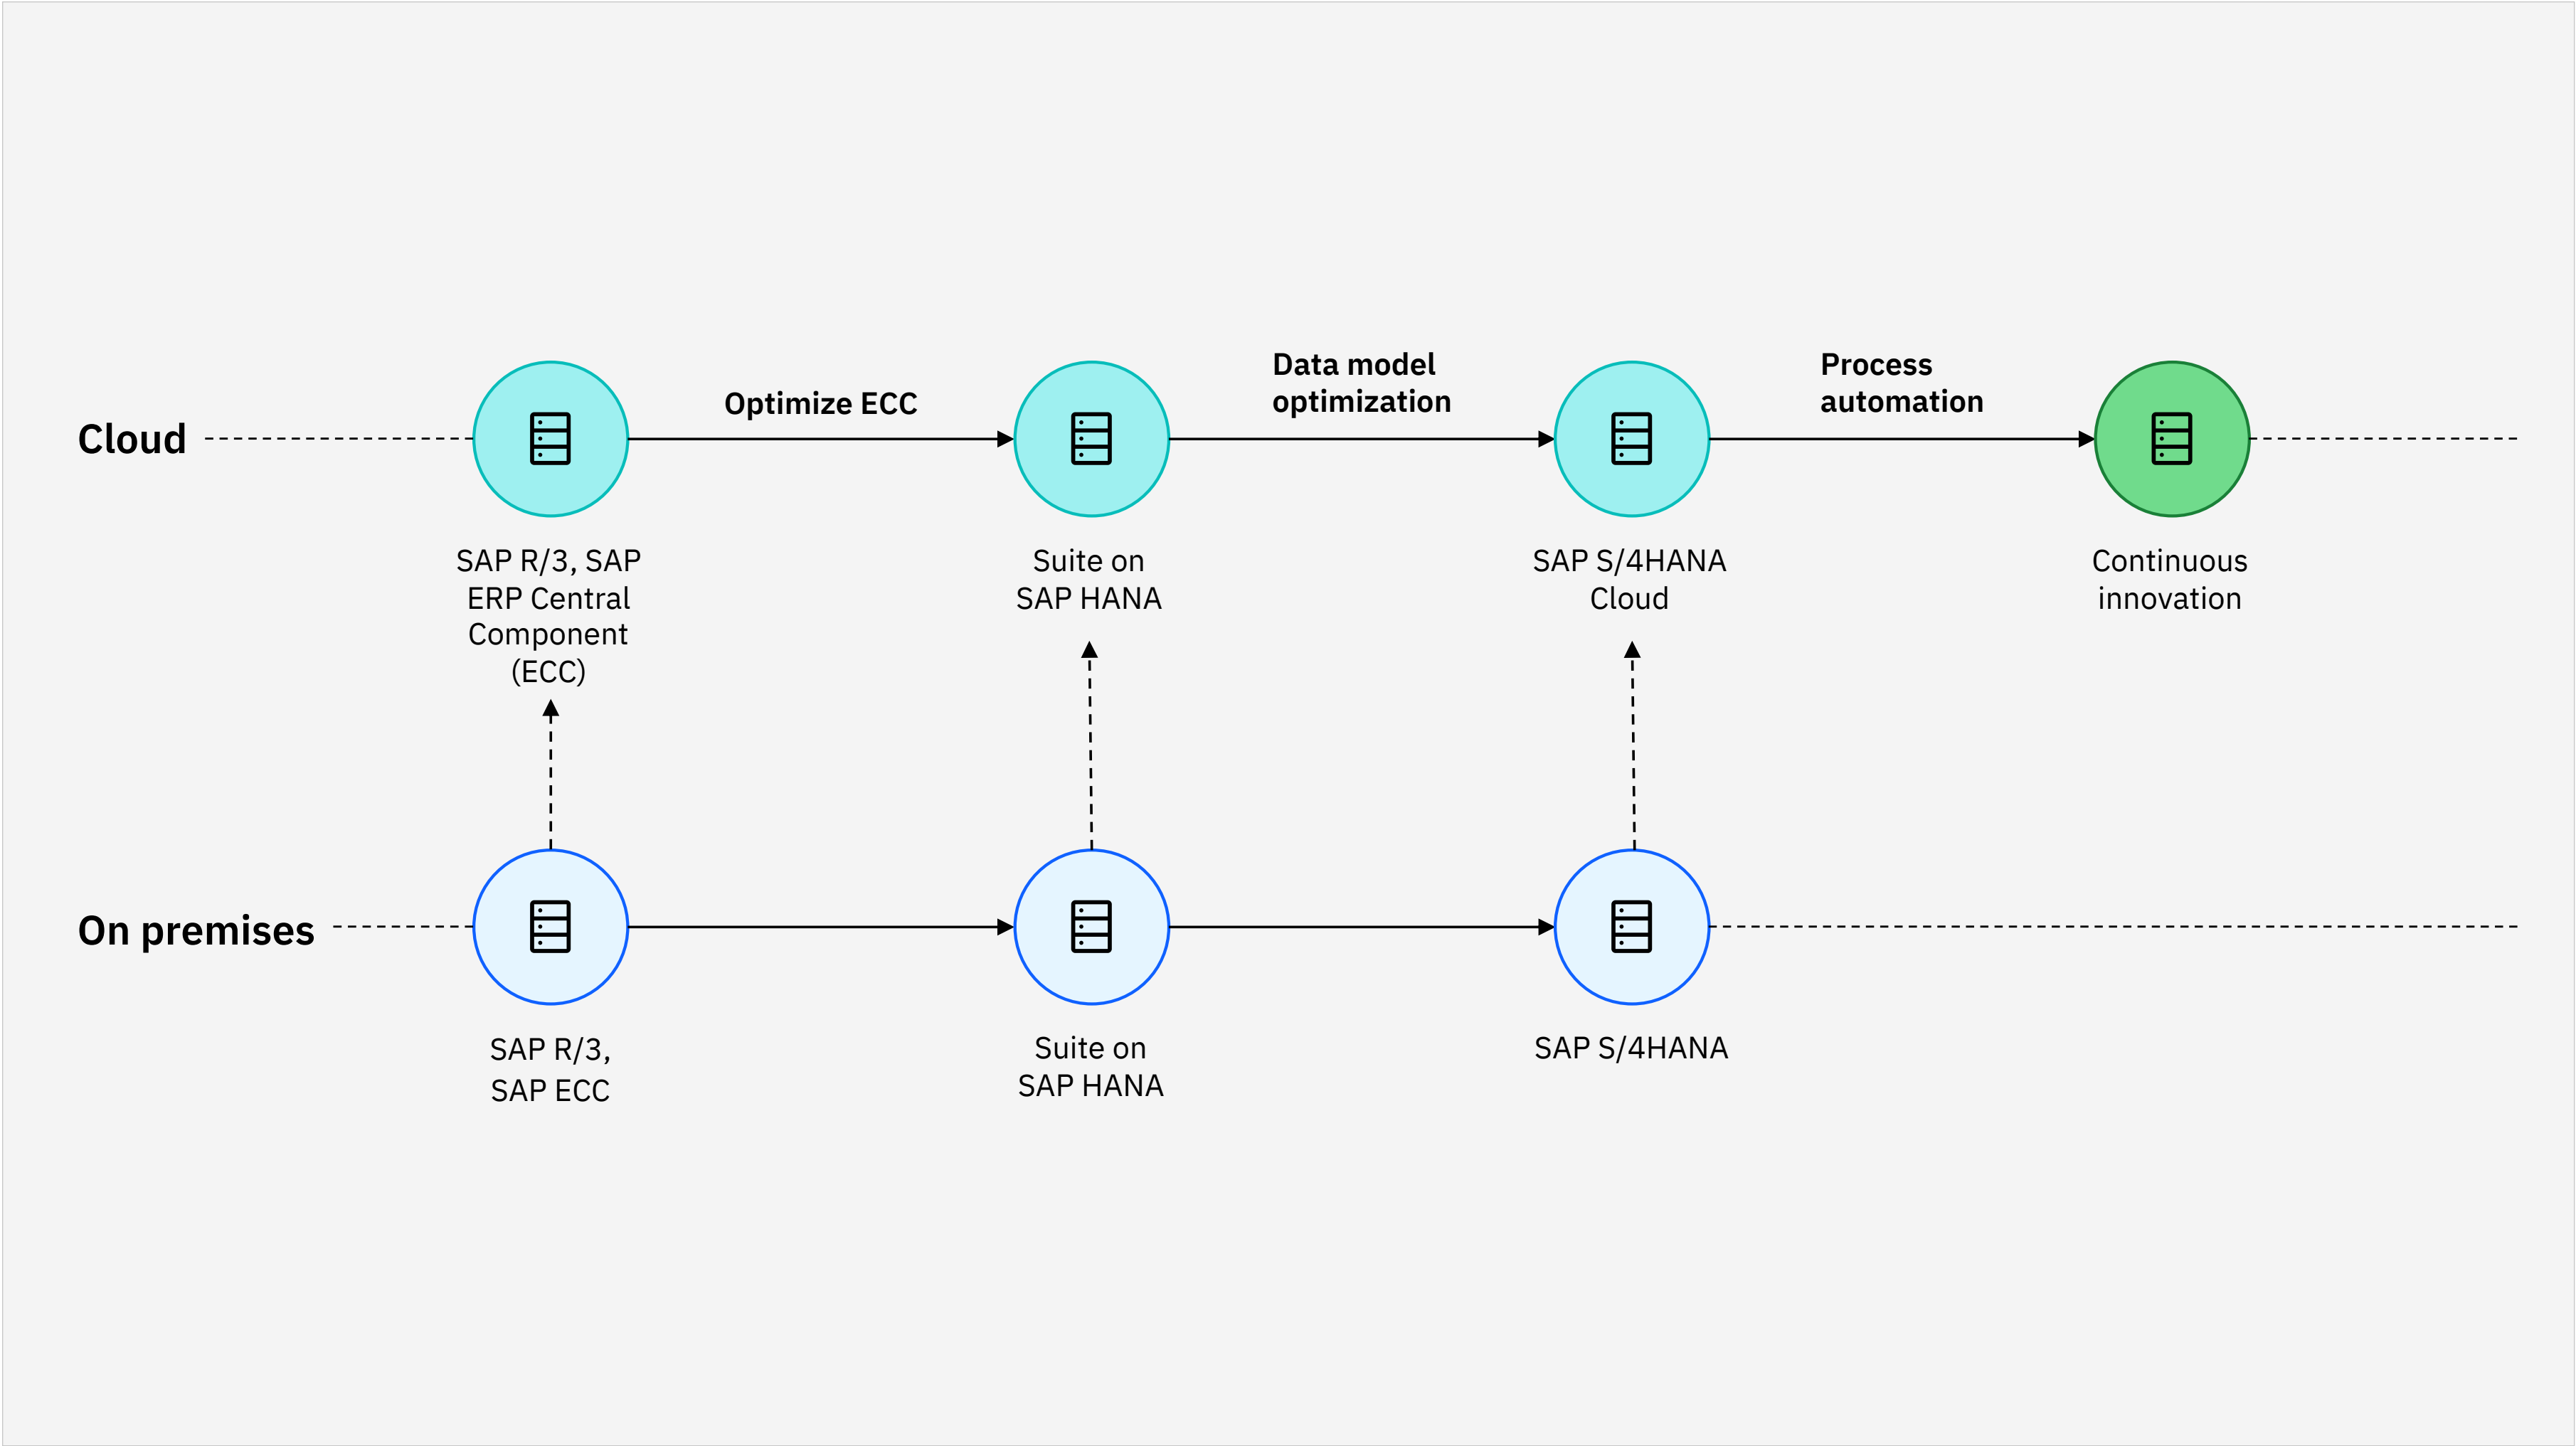 Cloud
Optimize ECC
Data model
optimization
Process
automation
SAP R/3, SAP
ERP Central
Component
(ECC)
Suite on
SAP HANA
SAP S/4HANA
Cloud
Continuous
innovation
On premises
SAP R/3,
SAP ECC
Suite on
SAP HANA
SAP S/4HANA